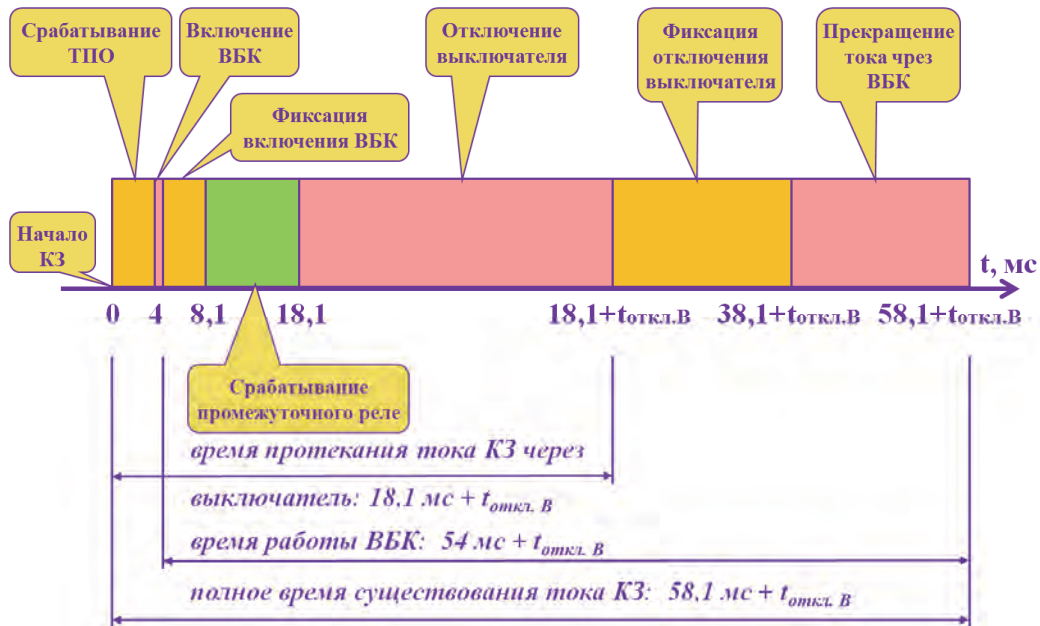 Срабатывание
ТПО
Включение
ВБК
Отключение
выключателя
Фиксация
отключения
выключателя
Прекращение
тока чрез
ВБК
Фиксация
включения ВБК
Начало
КЗ
t, мс
0 4 8,1 18,1 18,1+tоткл.В 38,1+tоткл.В 58,1+tоткл.В
Срабатывание
промежуточного реле
время протекания тока КЗ через
выключатель: 18,1 мс + tоткл. В
время работы ВБК: 54 мс + tоткл. В
полное время существования тока КЗ: 58,1 мс + tоткл. В